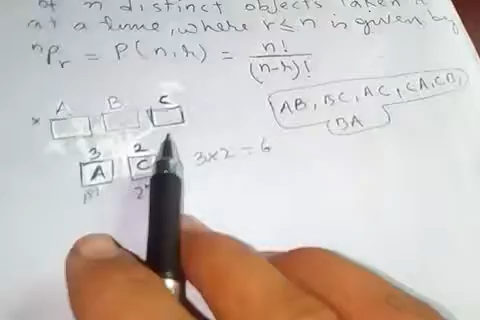 of n distinct objects taken r
at a time, where r≤n is given by
ⁿPᵣ = P(n,r) = n!/(n-r)!
A B C
AB, BC, AC, CA, CB,
BA
3 2 3×2=6
A C